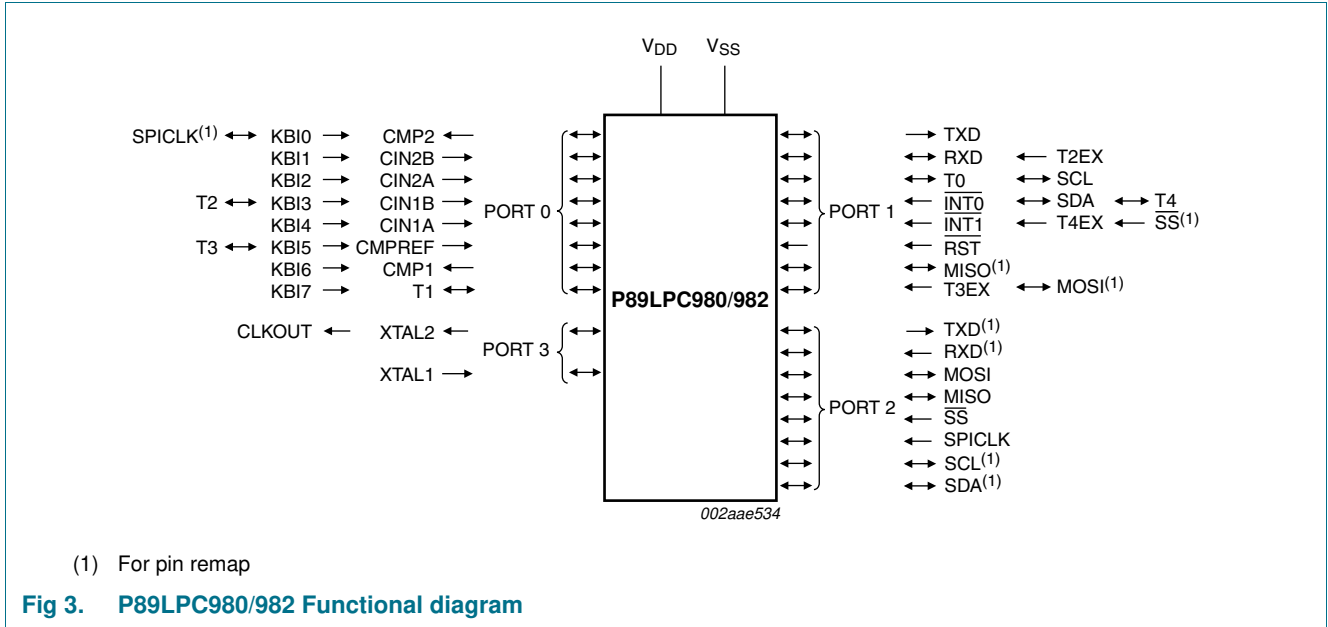 VDD VSS
SPICLK(1) KBI0 CMP2 TXD
KBI1 CIN2B RXD T2EX
KBI2 CIN2A T0 SCL
T2 KBI3 CIN1B PORT 0 PORT 1 INT0 SDA T4
KBI4 CIN1A INT1 T4EX SS(1)
T3 KBI5 CMPREF RST
KBI6 CMP1 MISO(1)
KBI7 T1 P89LPC980/982 T3EX MOSI(1)
CLKOUT XTAL2 PORT 3 TXD(1)
RXD(1)
XTAL1 MOSI
PORT 2 MISO
SS
SPICLK
SCL(1)
SDA(1)
002aae534
(1) For pin remap
Fig 3. P89LPC980/982 Functional diagram